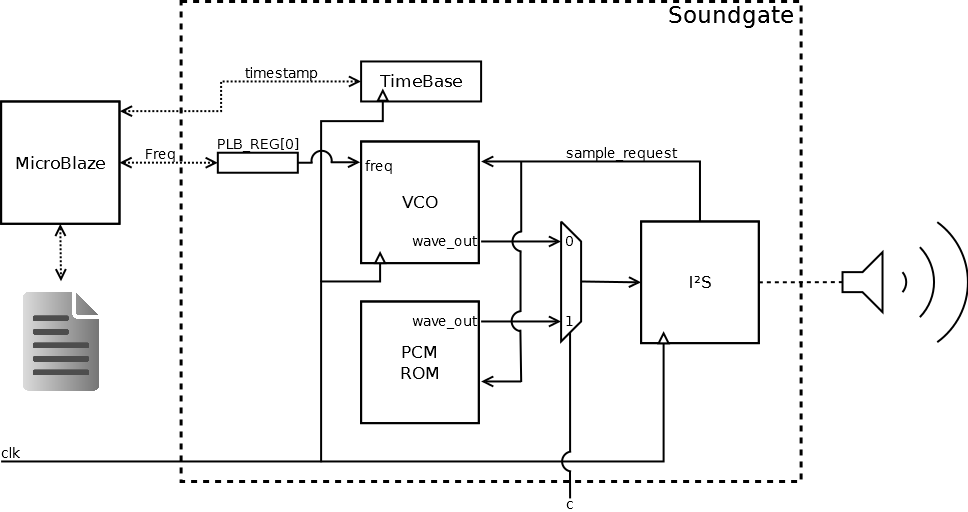 Soundgate
timestamp
TimeBase
PLB_REG[0]
MicroBlaze
Freq
freq
VCO
wave_out
sample_request
0
I²S
wave_out
1
PCM
ROM
clk
c